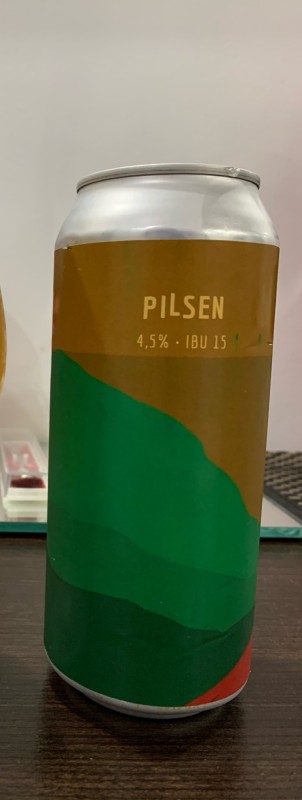 PILSEN
4,5% · IBU 15